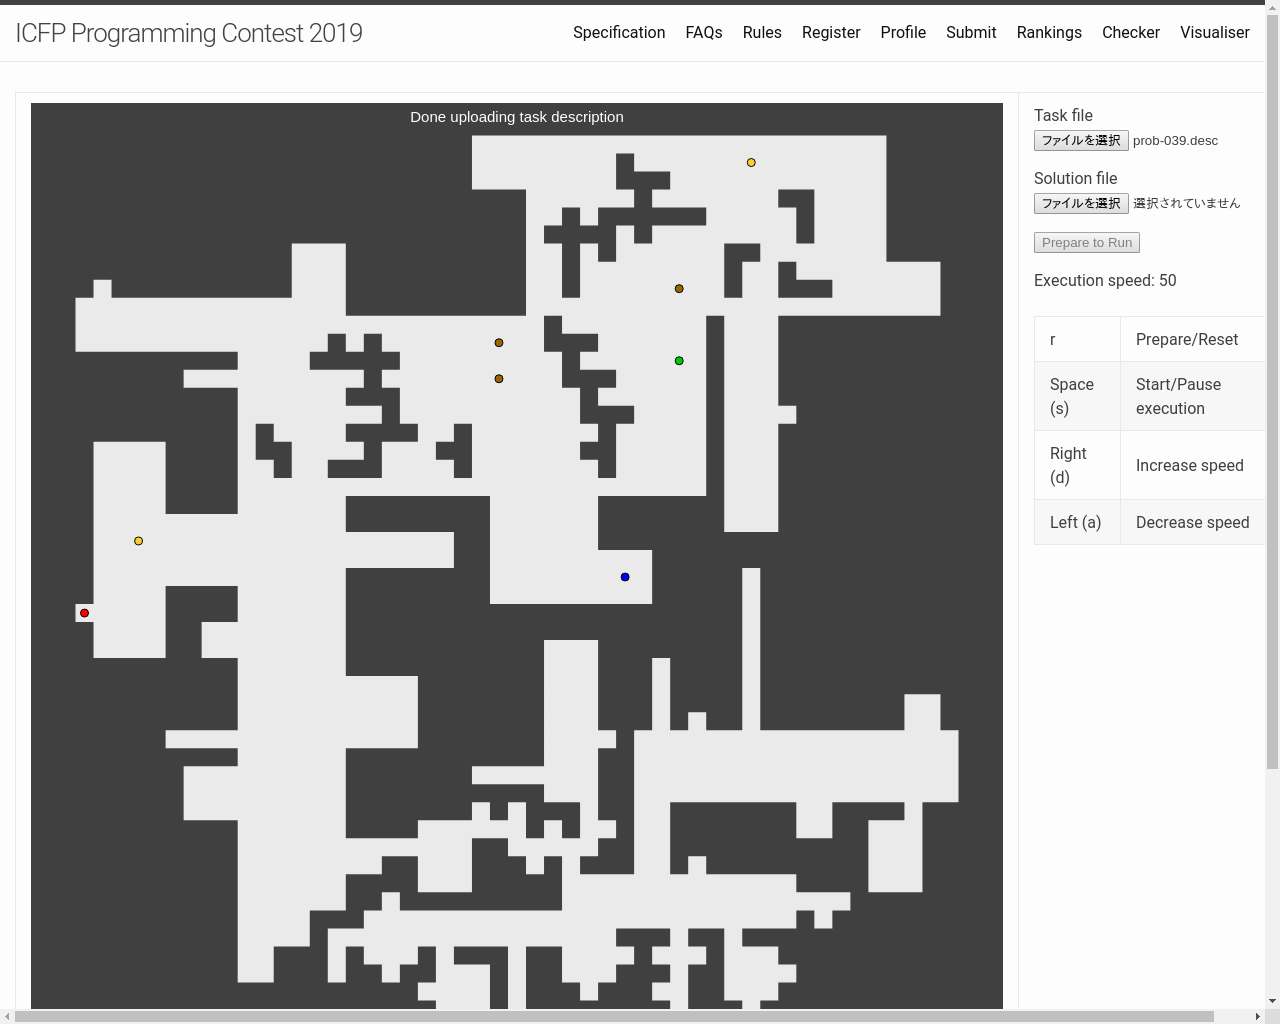 ICFP Programming Contest 2019
Specification FAQs Rules Register Profile Submit Rankings Checker Visualiser
Done uploading task description
Task file
ファイルを選択 prob-039.desc
Solution file
ファイルを選択 選択されていません
Prepare to Run
Execution speed: 50
r Prepare/Reset
Space (s) Start/Pause execution
Right (d) Increase speed
Left (a) Decrease speed